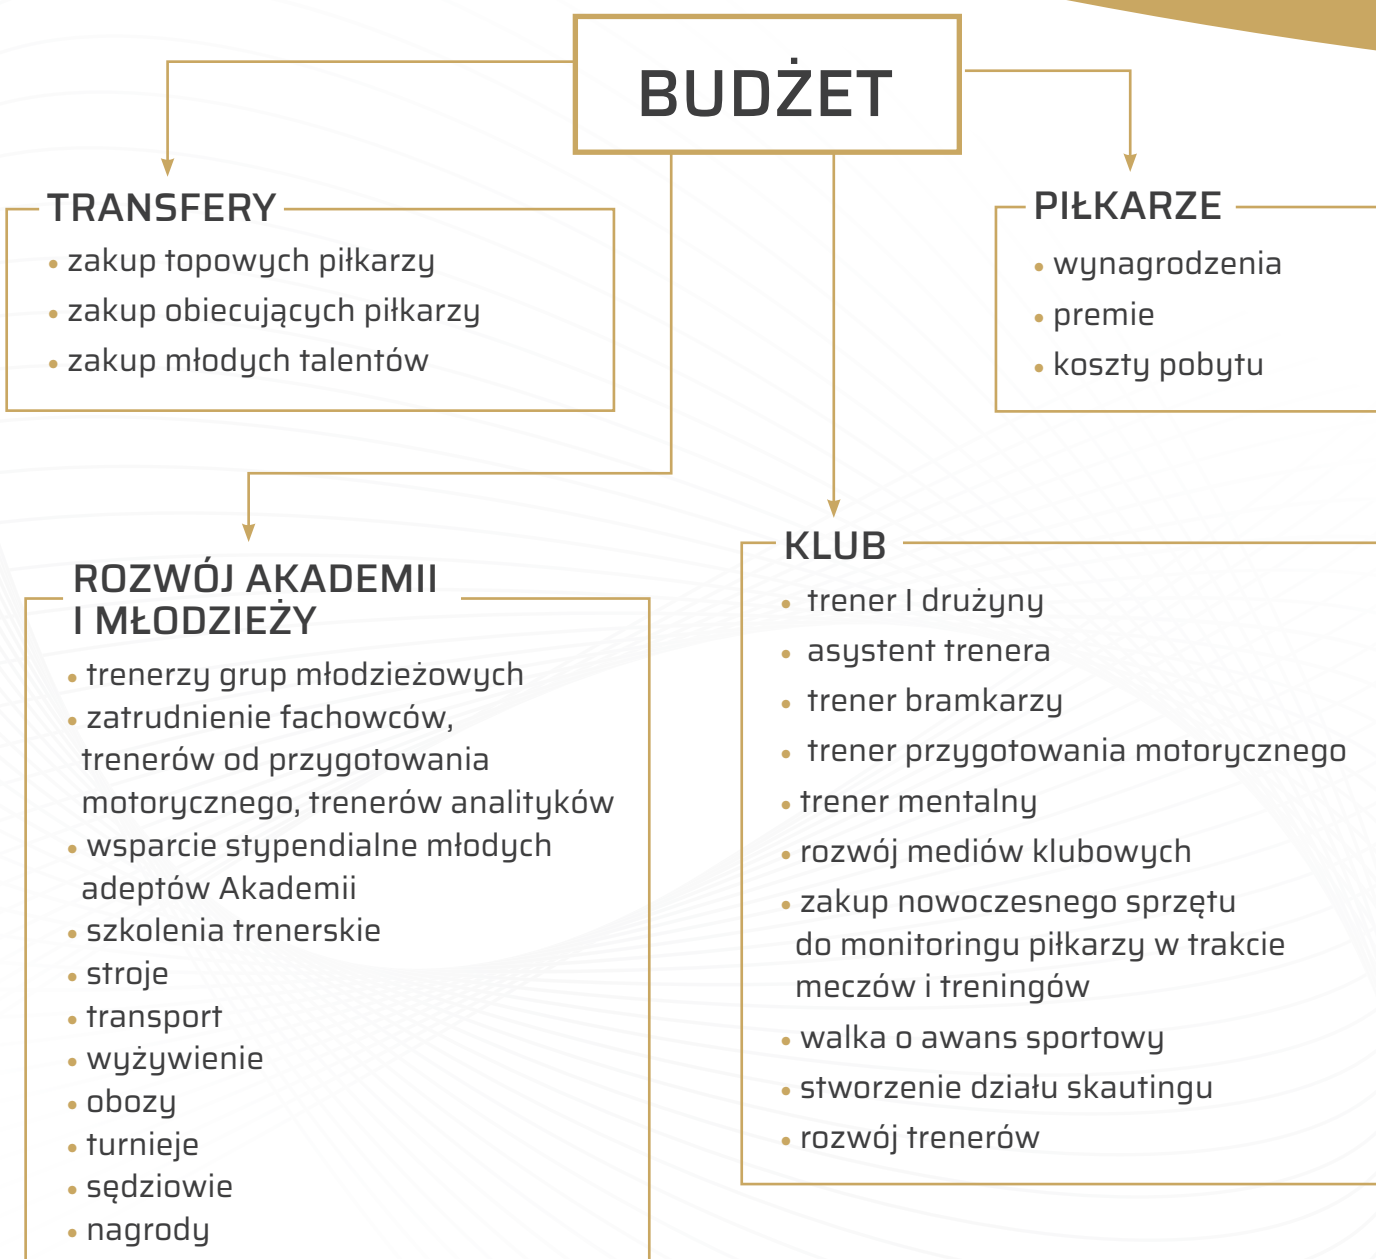 BUDŻET
TRANSFERY
• zakup topowych piłkarzy
• zakup obiecujących piłkarzy
• zakup młodych talentów
PIŁKARZE
• wynagrodzenia
• premie
• koszty pobytu
ROZWÓJ AKADEMII
I MŁODZIEŻY
• trenerzy grup młodzieżowych
• zatrudnienie fachowców,
trenerów od przygotowania
motorycznego, trenerów analityków
• wsparcie stypendialne młodych
adeptów Akademii
• szkolenia trenerskie
• stroje
• transport
• wyżywienie
• obozy
• turnieje
• sędziowie
• nagrody
KLUB
• trener I drużyny
• asystent trenera
• trener bramkarzy
• trener przygotowania motorycznego
• trener mentalny
• rozwój mediów klubowych
• zakup nowoczesnego sprzętu
do monitoringu piłkarzy w trakcie
meczów i treningów
• walka o awans sportowy
• stworzenie działu skautingu
• rozwój trenerów